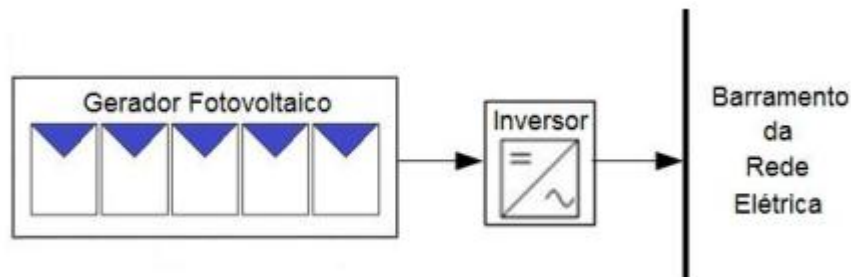 Gerador Fotovoltaico
Inversor
Barramento
da
Rede
Elétrica